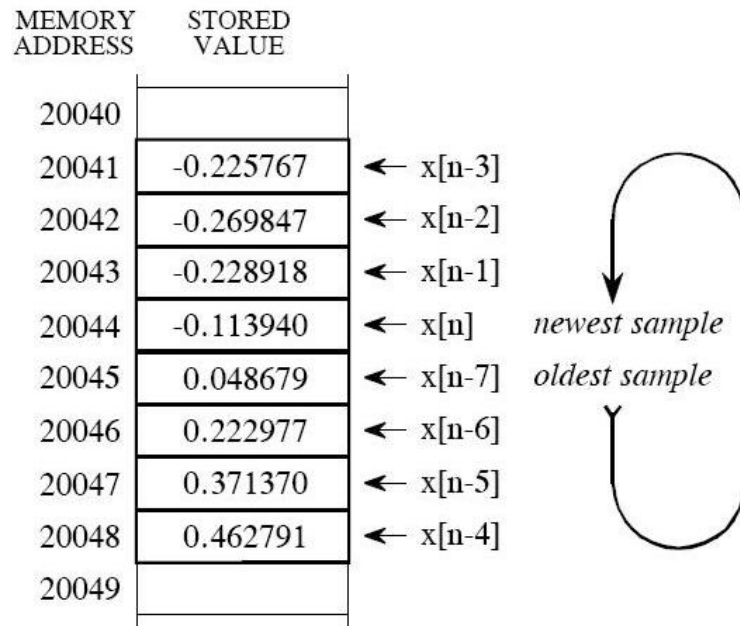 MEMORY ADDRESS STORED VALUE
20040
20041 -0.225767 x[n-3]
20042 -0.269847 x[n-2]
20043 -0.228918 x[n-1]
20044 -0.113940 x[n] newest sample
20045 0.048679 x[n-7] oldest sample
20046 0.222977 x[n-6]
20047 0.371370 x[n-5]
20048 0.462791 x[n-4]
20049